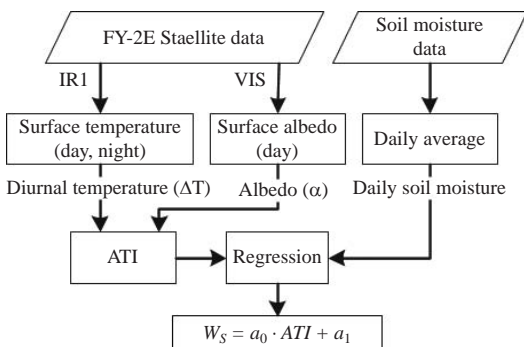 FY-2E Staellite data
Soil moisture
data
IR1
VIS
Surface temperature
(day, night)
Surface albedo
(day)
Daily average
Diurnal temperature (ΔT)
Albedo (α)
Daily soil moisture
ATI
Regression
W_S = a_0 · ATI + a_1